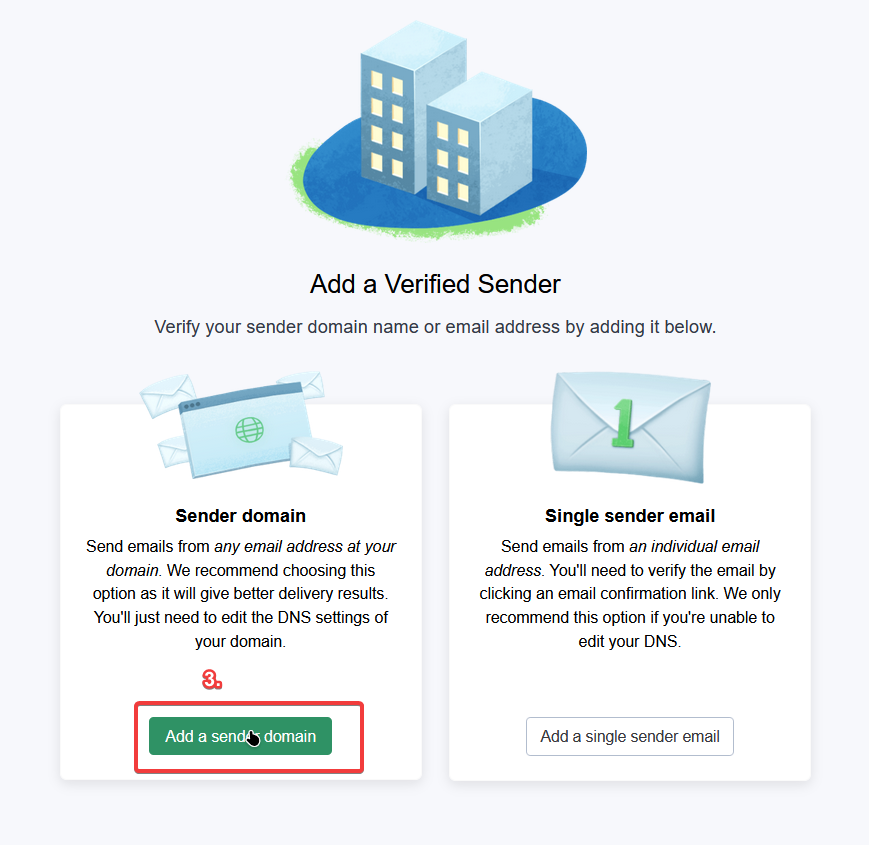 Add a Verified Sender
Verify your sender domain name or email address by adding it below.
1
Sender domain
Send emails from any email address at your
domain. We recommend choosing this
option as it will give better delivery results.
You'll just need to edit the DNS settings of
your domain.
3.
Add a sender domain
Single sender email
Send emails from an individual email
address. You'll need to verify the email by
clicking an email confirmation link. We only
recommend this option if you're unable to
edit your DNS.
Add a single sender email